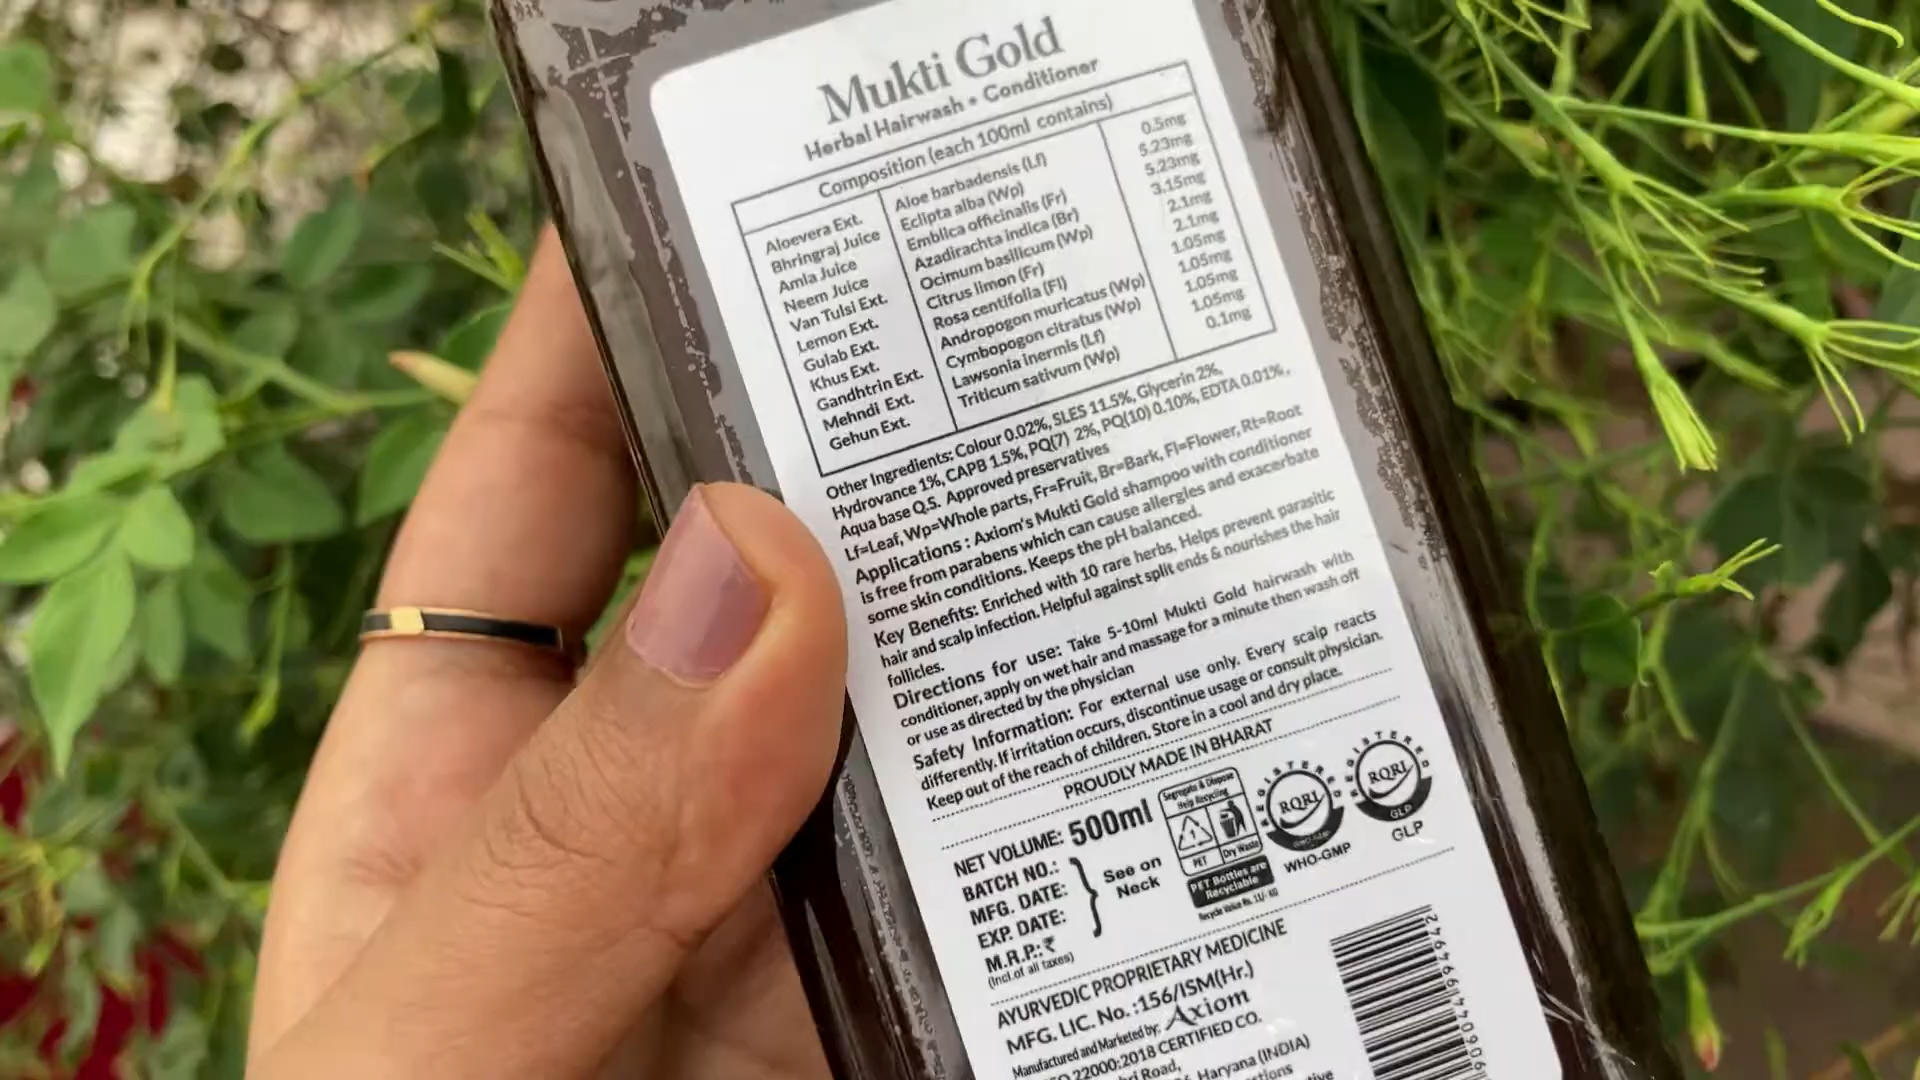 Mukti Gold
Herbal Hairwash • Conditioner
Composition (each 100ml contains)
Aloevera Ext. Aloe barbadensis (Lf) 0.5mg
Bhringraj Juice Eclipta alba (Wp) 5.23mg
Amla Juice Emblica officinalis (Fr) 5.23mg
Neem Juice Azadirachta indica (Br) 3.15mg
Van Tulsi Ext. Ocimum basilicum (Wp) 2.1mg
Lemon Ext. Citrus limon (Fr) 2.1mg
Gulab Ext. Rosa centifolla (Fl) 1.05mg
Khus Ext. Andropogon muricatus (Wp) 1.05mg
Gandhtrin Ext. Cymbopogon citratus (Wp) 1.05mg
Mehndi Ext. Lawsonia inermis (Lf) 1.05mg
Gehun Ext. Triticum sativum (Wp) 0.1mg
Other Ingredients: Colour 0.02%, SLES 11.5%, Glycerin 2%,
Hydrovance 1%, CAPB 1.5%, PQ(7) 2%, PQ(10) 0.10%, EDTA 0.01%,
Aqua base Q.S. Approved preservatives
Lf=Leaf, Wp=Whole parts, Fr=Fruit, Br=Bark, Fl=Flower, Rt=Root
Applications : Axiom's Mukti Gold shampoo with conditioner
is free from parabens which can cause allergies and exacerbate
some skin conditions. Keeps the pH balanced.
Key Benefits: Enriched with 10 rare herbs. Helps prevent parasitic
hair and scalp infection. Helpful against split ends & nourishes the hair
follicles.
Directions for use: Take 5-10ml Mukti Gold hairwash with
conditioner, apply on wet hair and massage for a minute then wash off
or use as directed by the physician
Safety Information: For external use only. Every scalp reacts
differently. If irritation occurs, discontinue usage or consult physician.
Keep out of the reach of children. Store in a cool and dry place.
PROUDLY MADE IN BHARAT
NET VOLUME: 500ml
BATCH NO.:
MFG. DATE:
EXP. DATE:
See on
Neck
M.R.P.:₹
(Incl.of all taxes)
Segregate & Dispose
Help Recycling
1
PET
Dry Waste
PET Bottles are
Recyclable
REGISTERED
RQRL
WHO-GMP
REGISTERED
RQRL
GLP
GLP
AYURVEDIC PROPRIETARY MEDICINE
MFG. LIC. No. :156/ISM(Hr.)
Manufactured and Marketed by: Axiom
22000:2018 CERTIFIED CO.
Road,
Haryana (INDIA)